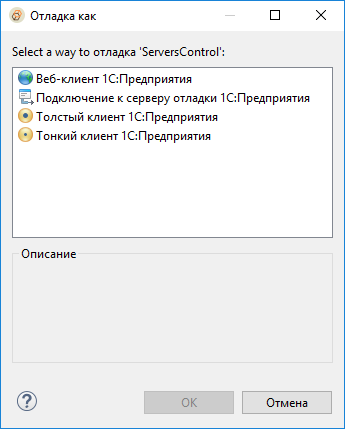 Отладка как
Select a way to отладка 'ServersControl':
Веб-клиент 1С:Предприятия
Подключение к серверу отладки 1С:Предприятия
Толстый клиент 1С:Предприятия
Тонкий клиент 1С:Предприятия
Описание
?
ОК
Отмена